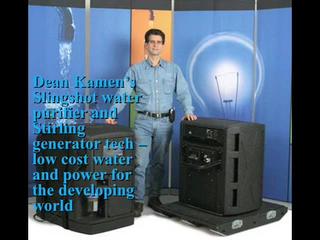 Dean Kamen's
Slingshot water
purifier and
Stirling
generator tech –
low cost water
and power for
the developing
world